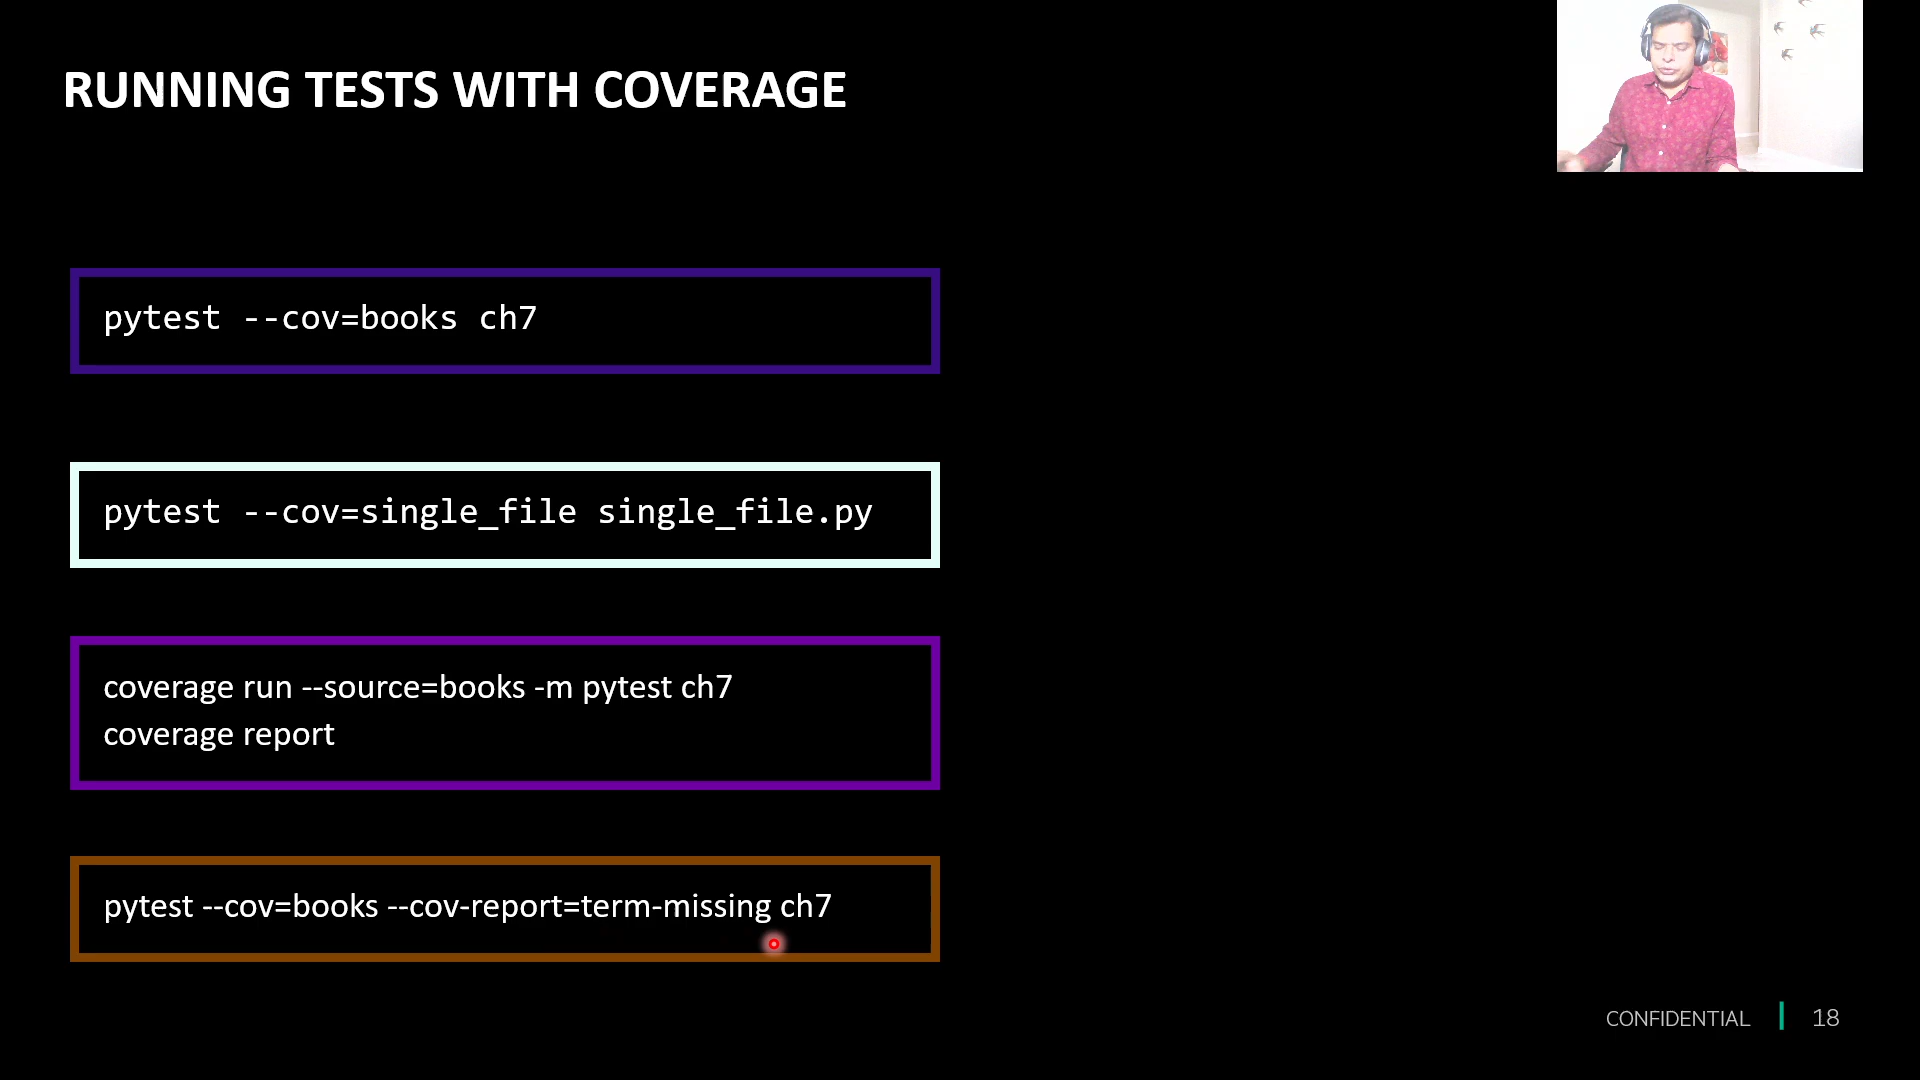 RUNNING TESTS WITH COVERAGE
pytest --cov=books ch7
pytest --cov=single_file single_file.py
coverage run --source=books -m pytest ch7
coverage report
pytest --cov=books --cov-report=term-missing ch7
CONFIDENTIAL 18